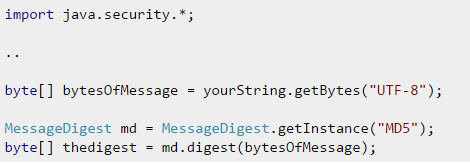 import java.security.*;
..
byte[] bytesOfMessage = yourString.getBytes("UTF-8");
MessageDigest md = MessageDigest.getInstance("MD5");
byte[] thedigest = md.digest(bytesOfMessage);